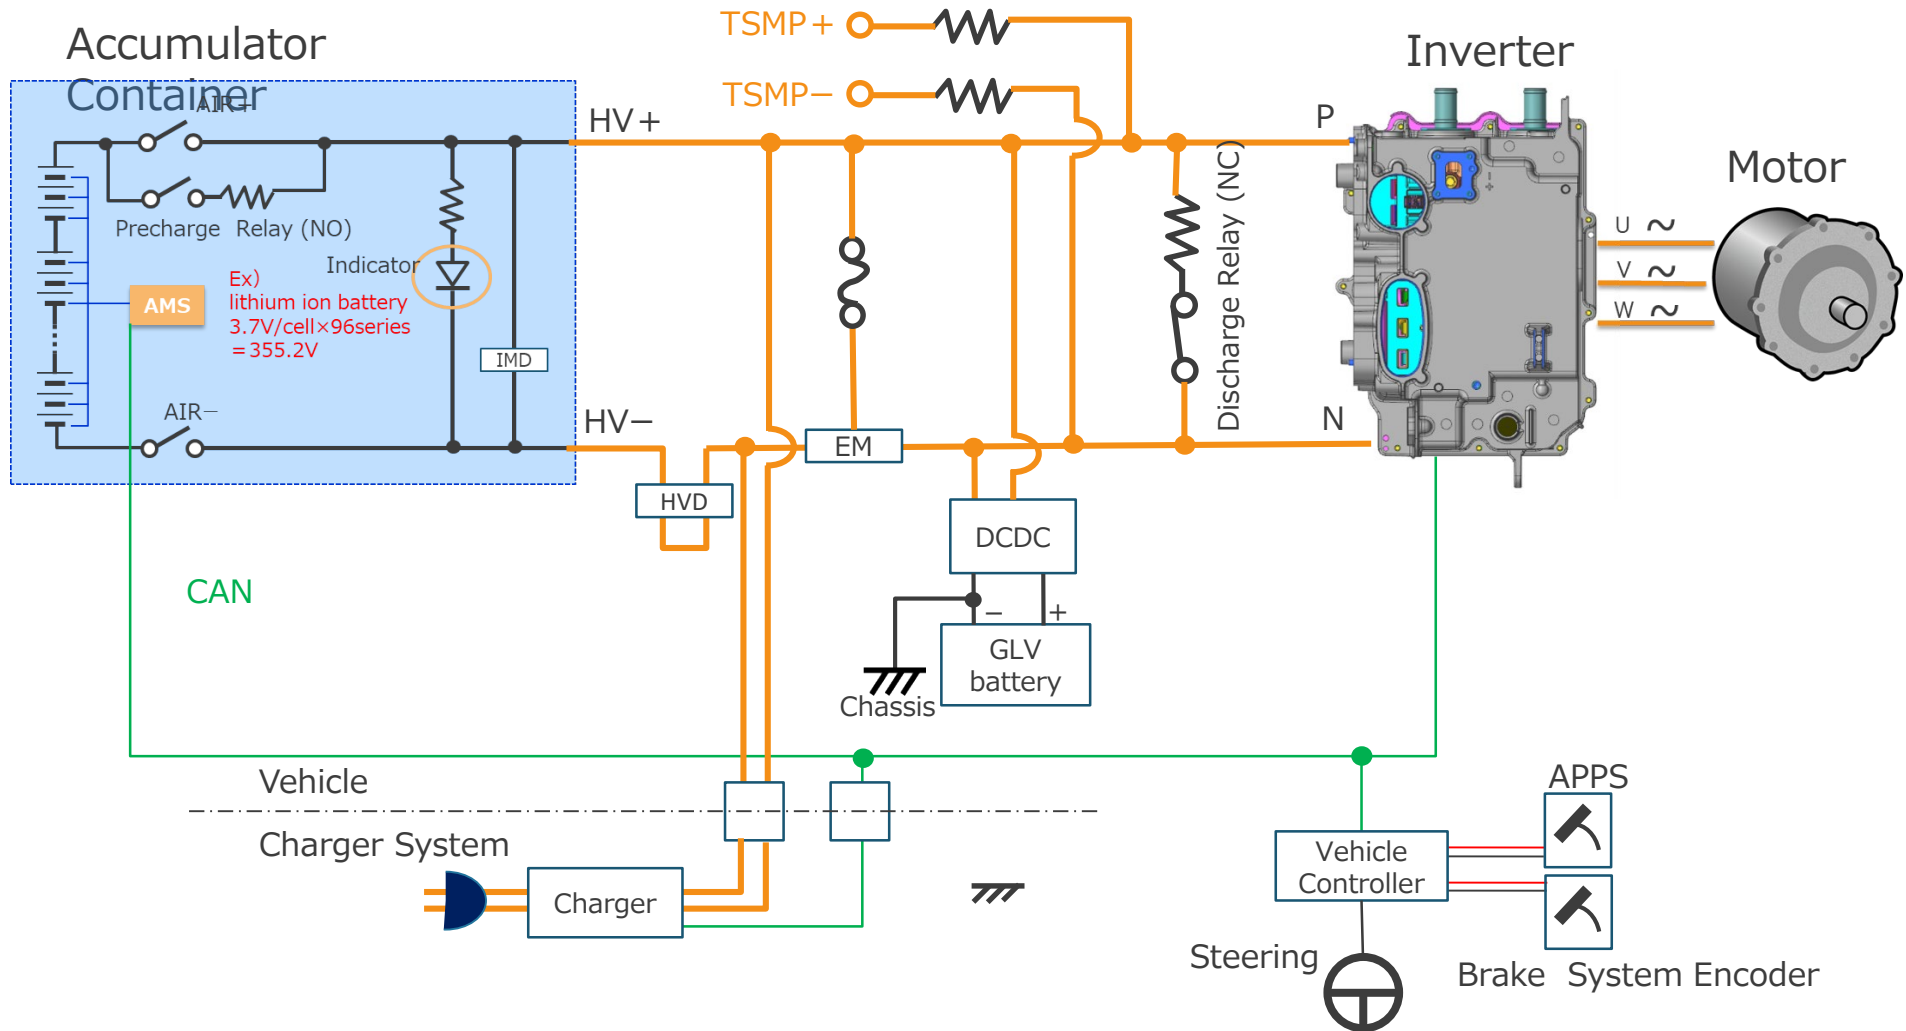 Accumulator
Container
AIR+
Precharge Relay (NO)
Indicator
AMS
Ex)
lithium ion battery
3.7V/cell×96series
=355.2V
IMD
AIR−
HV+
HV−
TSMP+
TSMP−
HVD
EM
DCDC
− +
GLV
battery
Chassis
Discharge Relay (NC)
P
N
Inverter
U ~
V ~
W ~
Motor
CAN
Vehicle
Charger System
Charger
Vehicle
Controller
APPS
Steering
Brake System Encoder